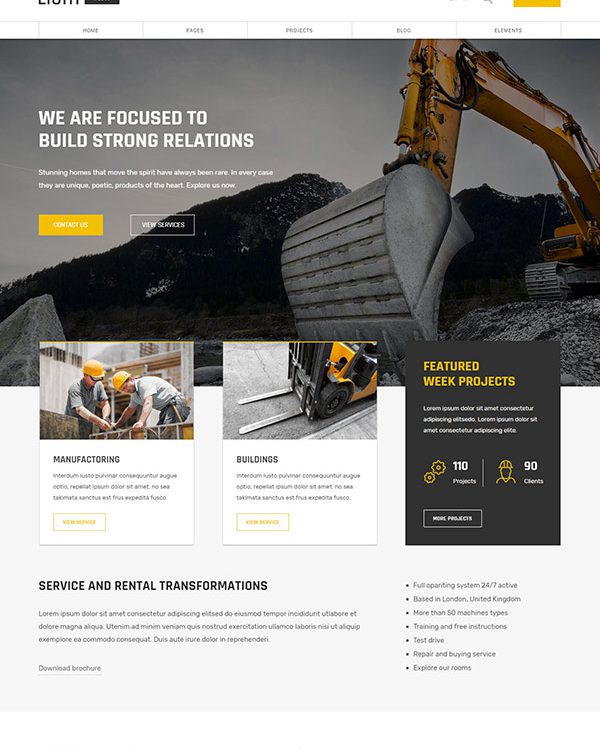 HOME PAGES PROJECTS BLOG ELEMENTS
WE ARE FOCUSED TO
BUILD STRONG RELATIONS
Stunning homes that move the spirit have always been rare. In every case
they are unique, poetic, products of the heart. Explore us now.
CONTACT US VIEW SERVICES
MANUFACTORING
Interdum iusto pulvinar consequuntur augue
optio, repellat ipsum dolor sit amet, no sea
takimata sanctus est frus expedita fusco.
VIEW SERVICE
BUILDINGS
Interdum iusto pulvinar consequuntur augue
optio, repellat ipsum dolor sit amet, no sea
takimata sanctus est frus expedita fusco.
VIEW SERVICE
FEATURED
WEEK PROJECTS
Lorem ipsum dolor sit amet consectetur
adipiscing elitsedo. Lorem ipsum dolor sit
amet consectetur adipiscing elite.
110
Projects
90
Clients
MORE PROJECTS
SERVICE AND RENTAL TRANSFORMATIONS
Lorem ipsum dolor sit amet consectetur adipiscing elitsed do eiusmod tempor incididunt utlabore et
dolore magna aliqua. Utenim ad minim veniam quis nostrud exercitation ullamco laboris nisi ut aliquip
exempico ea commodo consequat. Duis aute irure dolor in reprehenderi.
Download brochure
Full opariting system 24/7 active
Based in London, United Kingdom
More than 50 machines types
Training and free instructions
Test drive
Repair and buying service
Explore our rooms